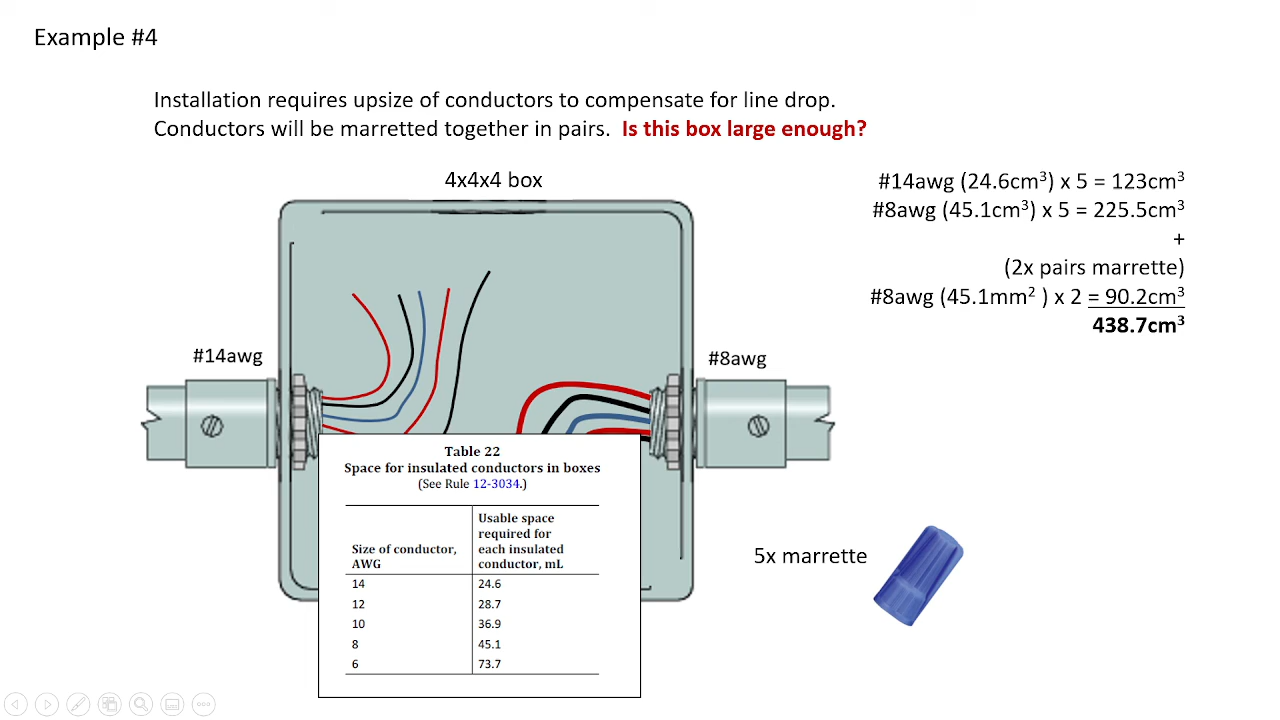 Example #4
Installation requires upsize of conductors to compensate for line drop.
Conductors will be marretted together in pairs. Is this box large enough?
4x4x4 box
#14awg (24.6cm³) x 5 = 123cm³
#8awg (45.1cm³) x 5 = 225.5cm³
+
(2x pairs marrette)
#8awg (45.1mm² ) x 2 = 90.2cm³
438.7cm³
#14awg
#8awg
Table 22
Space for insulated conductors in boxes
(See Rule 12-3034.)
Size of conductor,
AWG
Usable space
required for
each insulated
conductor, mL
14 24.6
12 28.7
10 36.9
8 45.1
6 73.7
5x marrette